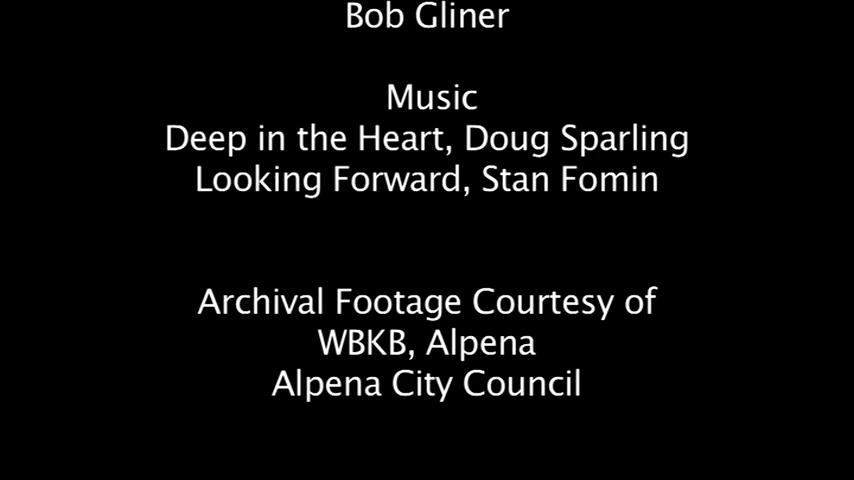 Bob Gliner
Music
Deep in the Heart, Doug Sparling
Looking Forward, Stan Fomin
Archival Footage Courtesy of
WBKB, Alpena
Alpena City Council